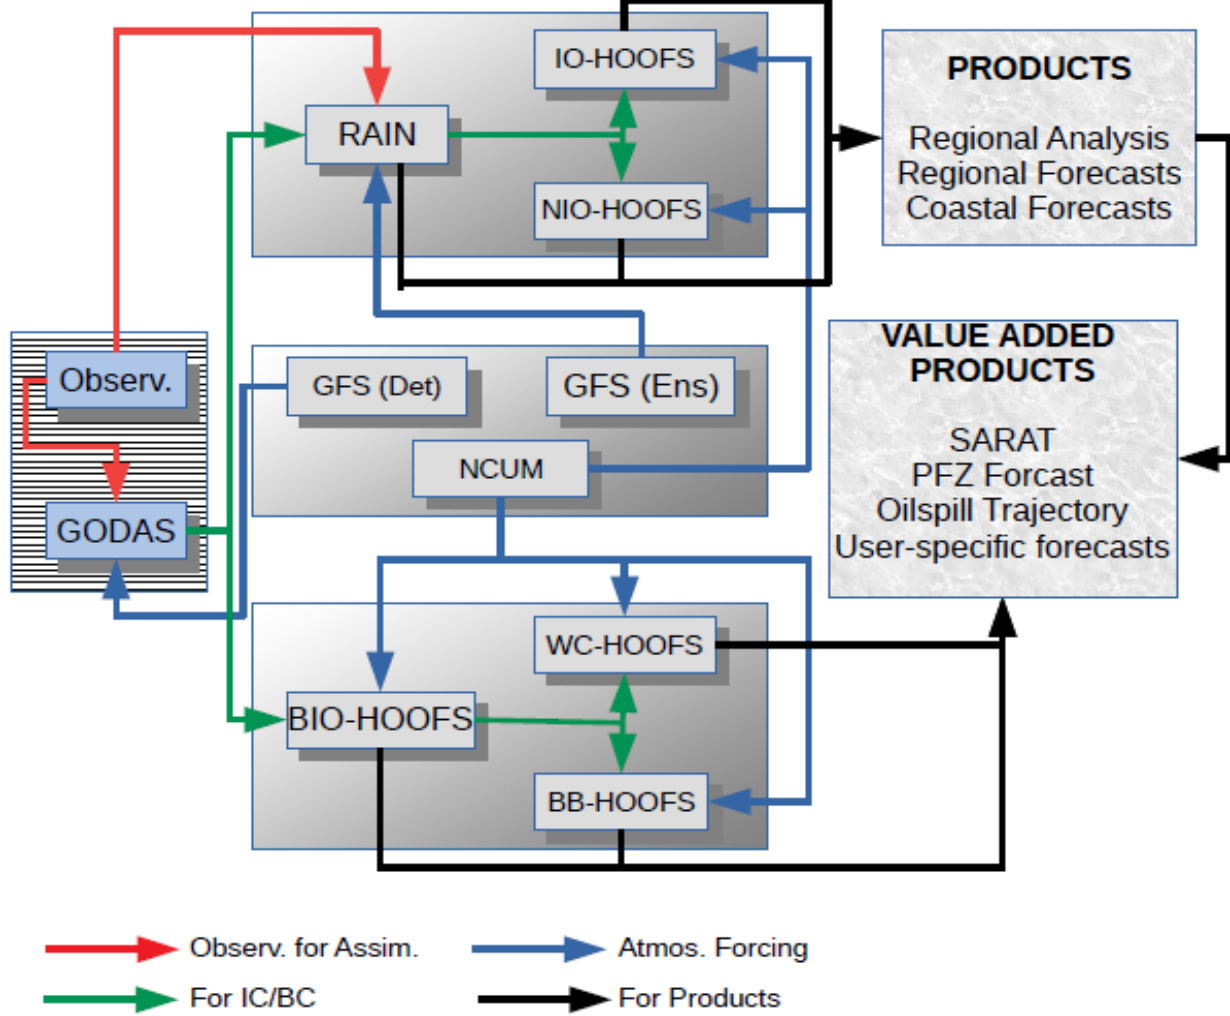 IO-HOOFS
RAIN
NIO-HOOFS
PRODUCTS
Regional Analysis
Regional Forecasts
Coastal Forecasts
Observ.
GODAS
GFS (Det)
GFS (Ens)
NCUM
VALUE ADDED
PRODUCTS
SARAT
PFZ Forcast
Oilspill Trajectory
User-specific forecasts
WC-HOOFS
BIO-HOOFS
BB-HOOFS
Observ. for Assim.
Atmos. Forcing
For IC/BC
For Products